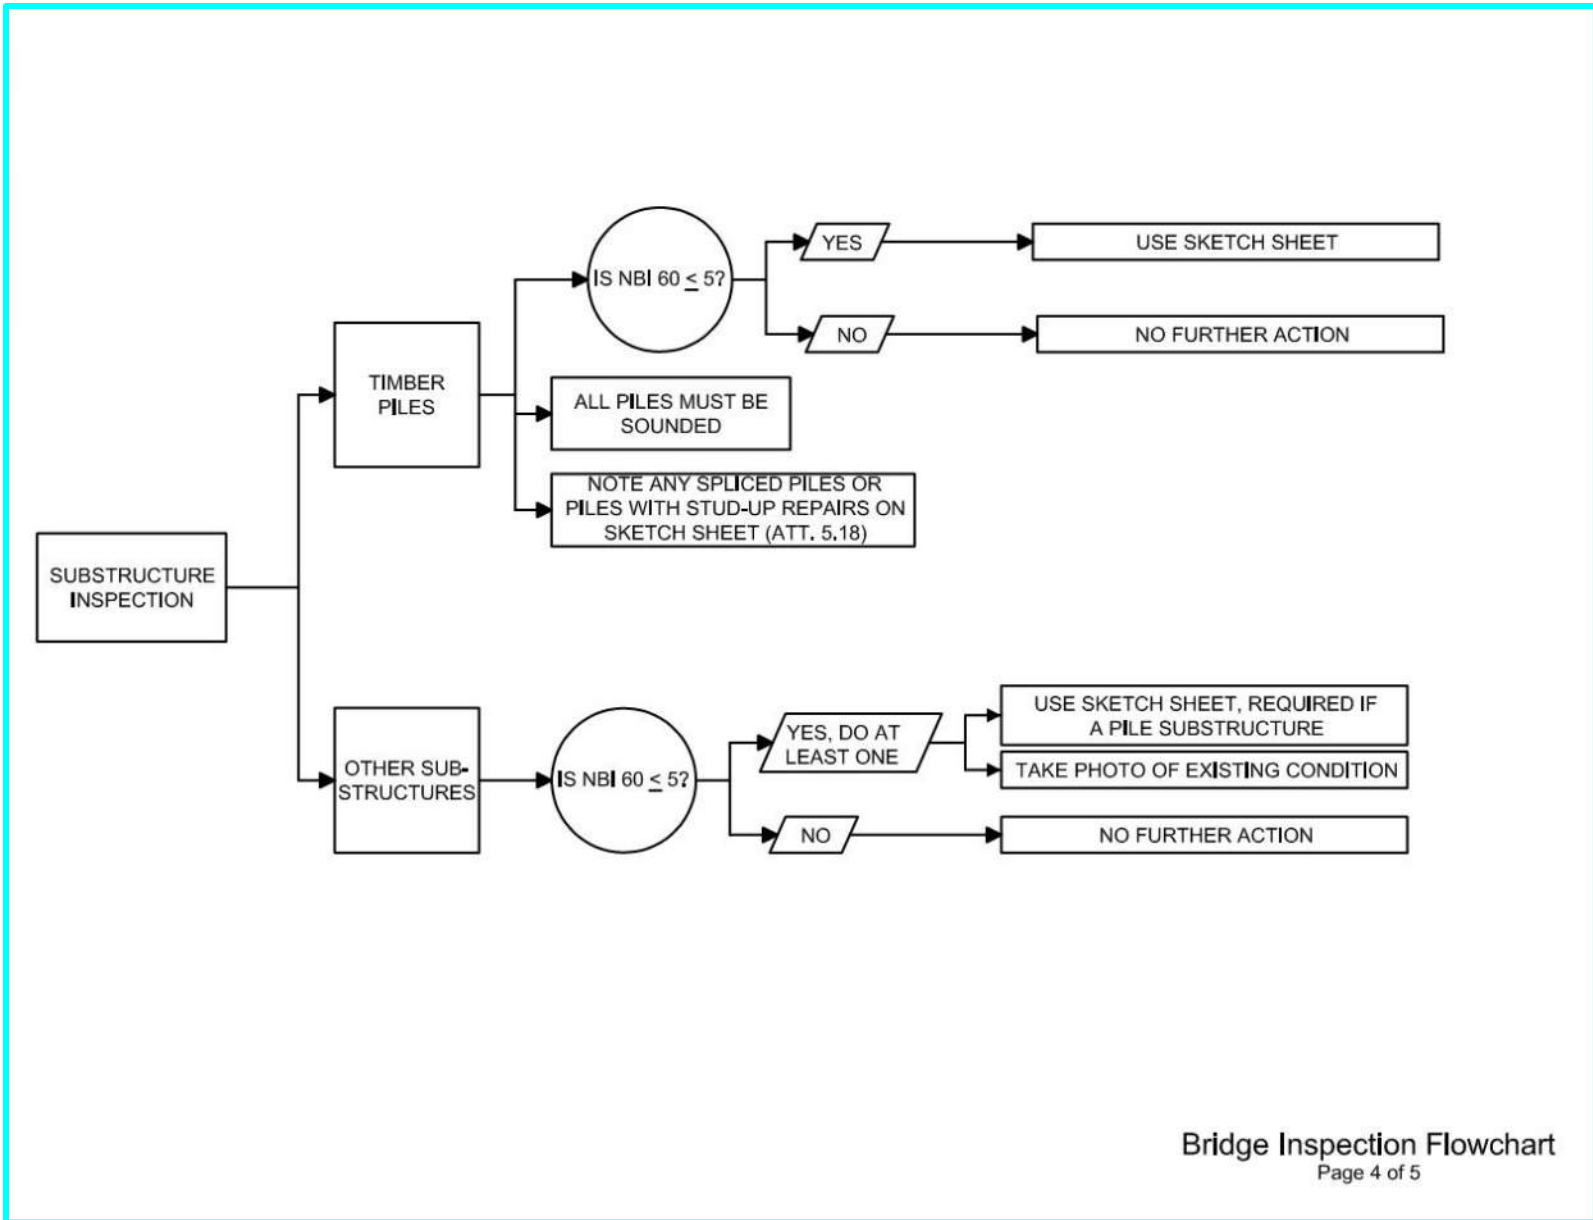 IS NBI 60 ≤ 5?
YES
USE SKETCH SHEET
NO
NO FURTHER ACTION
TIMBER
PILES
ALL PILES MUST BE
SOUNDED
NOTE ANY SPLICED PILES OR
PILES WITH STUD-UP REPAIRS ON
SKETCH SHEET (ATT. 5.18)
SUBSTRUCTURE
INSPECTION
OTHER SUB-
STRUCTURES
IS NBI 60 ≤ 5?
YES, DO AT
LEAST ONE
USE SKETCH SHEET, REQUIRED IF
A PILE SUBSTRUCTURE
TAKE PHOTO OF EXISTING CONDITION
NO
NO FURTHER ACTION
Bridge Inspection Flowchart
Page 4 of 5